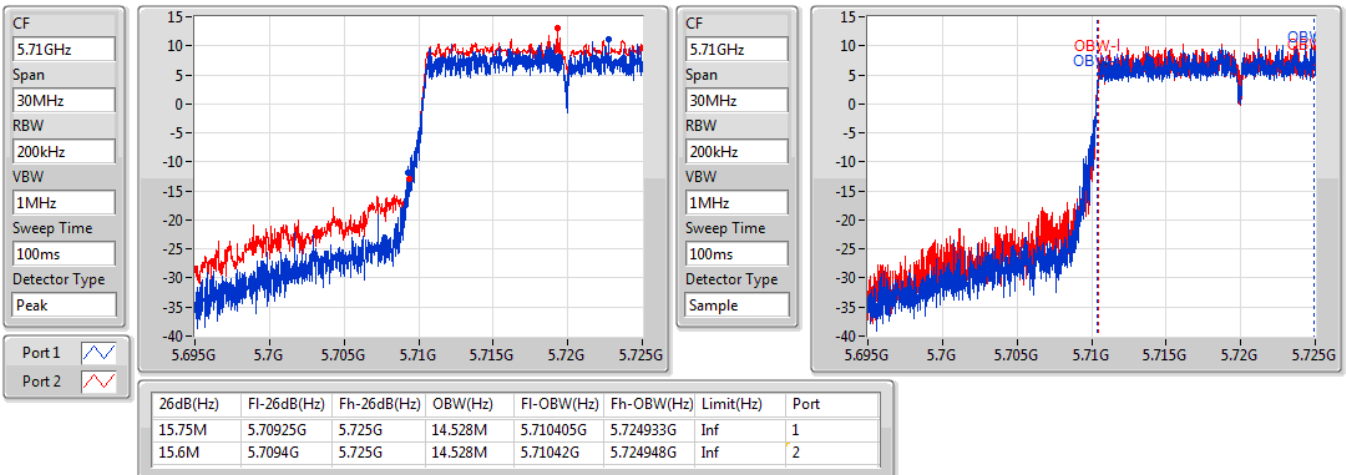 CF
5.71GHz
Span
30MHz
RBW
200kHz
VBW
1MHz
Sweep Time
100ms
Detector Type
Peak
Port 1
Port 2
15
10
5
0
-5
-10
-15
-20
-25
-30
-35
-40
5.695G 5.7G 5.705G 5.71G 5.715G 5.72G 5.725G
CF
5.71GHz
Span
30MHz
RBW
200kHz
VBW
1MHz
Sweep Time
100ms
Detector Type
Sample
15
10
5
0
-5
-10
-15
-20
-25
-30
-35
-40
OBW-l
5.695G 5.7G 5.705G 5.71G 5.715G 5.72G 5.725G
26dB(Hz) Fl-26dB(Hz) Fh-26dB(Hz) OBW(Hz) Fl-OBW(Hz) Fh-OBW(Hz) Limit(Hz) Port
15.75M 5.70925G 5.725G 14.528M 5.710405G 5.724933G Inf 1
15.6M 5.7094G 5.725G 14.528M 5.71042G 5.724948G Inf 2